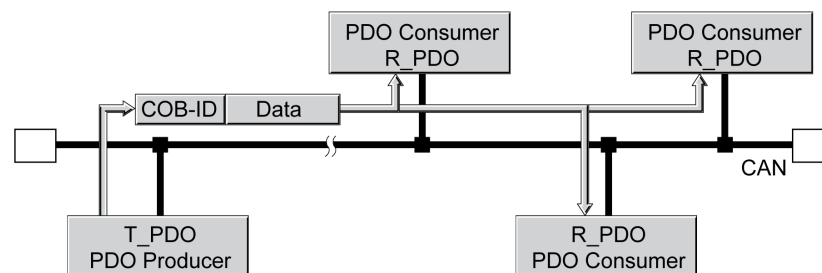 PDO Consumer
R_PDO
PDO Consumer
R_PDO
COB-ID
Data
CAN
T_PDO
PDO Producer
R_PDO
PDO Consumer